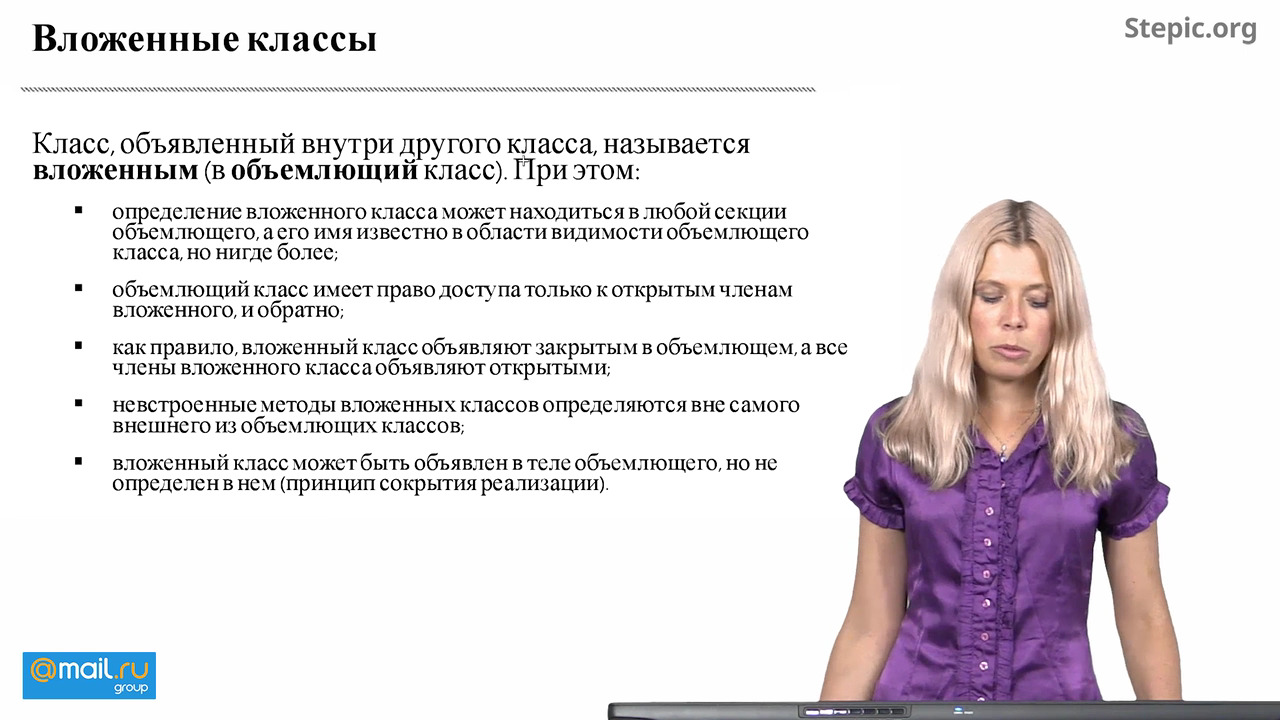 Вложенные классы
Stepic.org
Класс, объявленный внутри другого класса, называется
вложенным (в объемлющий класс). При этом:
▪ определение вложенного класса может находиться в любой секции
объемлющего, а его имя известно в области видимости объемлющего
класса, но нигде более;
▪ объемлющий класс имеет право доступа только к открытым членам
вложенного, и обратно;
▪ как правило, вложенный класс объявляют закрытым в объемлющем, а все
члены вложенного класса объявляют открытыми;
▪ невстроенные методы вложенных классов определяются вне самого
внешнего из объемлющих классов;
▪ вложенный класс может быть объявлен в теле объемлющего, но не
определен в нем (принцип сокрытия реализации).
@mail.ru
group